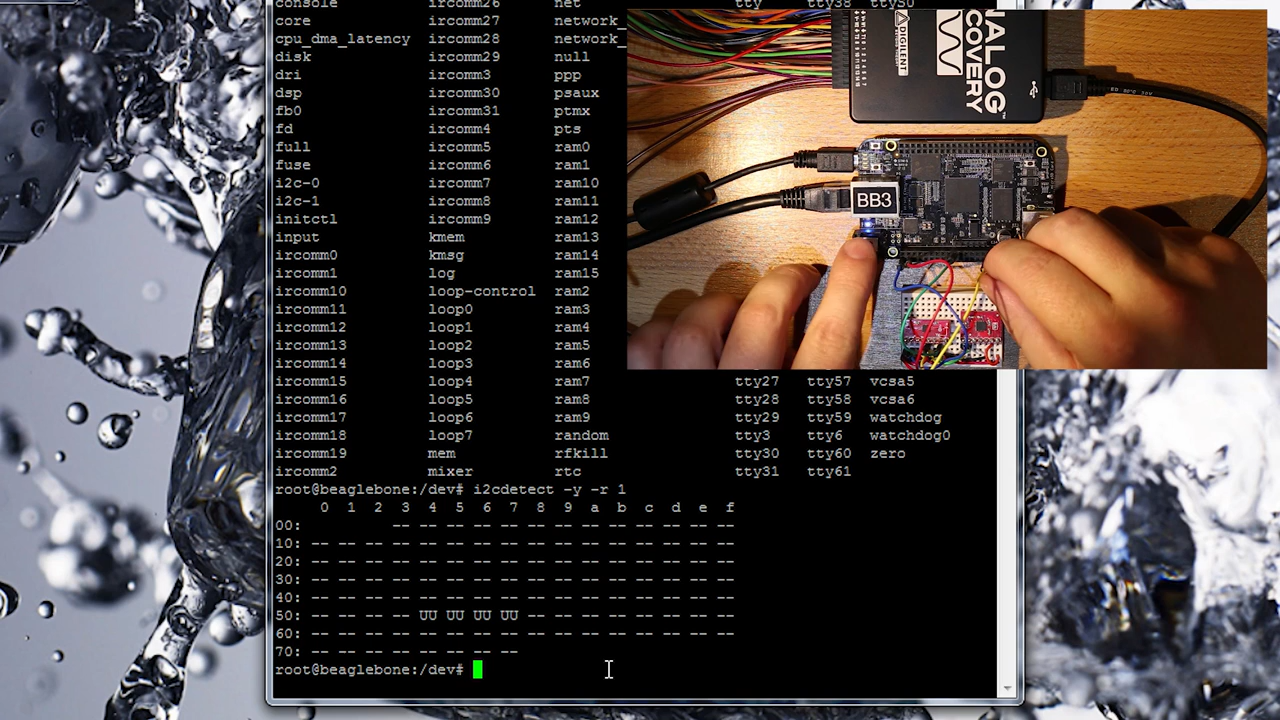 console ircomm26 net tty tty38 tty50
core ircomm27 network_
cpu_dma_latency ircomm28 network_
disk ircomm29 null
dri ircomm3 ppp
dsp ircomm30 psaux
fb0 ircomm31 ptmx
fd ircomm4 pts
full ircomm5 ram0
fuse ircomm6 ram1
i2c-0 ircomm7 ram10
i2c-1 ircomm8 ram11
initctl ircomm9 ram12
input kmem ram13
ircomm0 kmsg ram14
ircomm1 log ram15
ircomm10 loop-control ram2
ircomm11 loop0 ram3
ircomm12 loop1 ram4
ircomm13 loop2 ram5
ircomm14 loop3 ram6
ircomm15 loop4 ram7 tty27 tty57 vcsa5
ircomm16 loop5 ram8 tty28 tty58 vcsa6
ircomm17 loop6 ram9 tty29 tty59 watchdog
ircomm18 loop7 random tty3 tty6 watchdog0
ircomm19 mem rfkill tty30 tty60 zero
ircomm2 mixer rtc tty31 tty61
root@beaglebone:/dev# i2cdetect -y -r 1
0 1 2 3 4 5 6 7 8 9 a b c d e f
00: -- -- -- -- -- -- -- -- -- -- -- -- --
10: -- -- -- -- -- -- -- -- -- -- -- -- -- -- -- --
20: -- -- -- -- -- -- -- -- -- -- -- -- -- -- -- --
30: -- -- -- -- -- -- -- -- -- -- -- -- -- -- -- --
40: -- -- -- -- -- -- -- -- -- -- -- -- -- -- -- --
50: -- -- -- -- UU UU UU UU -- -- -- -- -- -- -- --
60: -- -- -- -- -- -- -- -- -- -- -- -- -- -- -- --
70: -- -- -- -- -- -- -- --
root@beaglebone:/dev#
DIGILENT
NALOG
COVERY
BB3